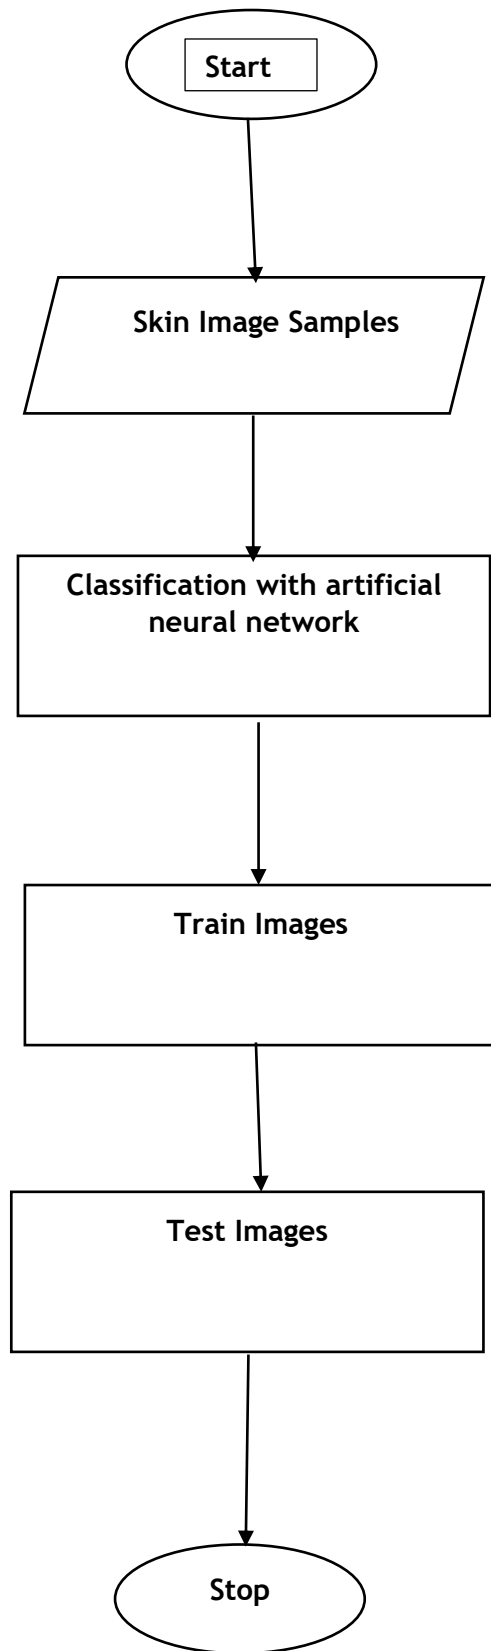 Start
Skin Image Samples
Classification with artificial
neural network
Train Images
Test Images
Stop